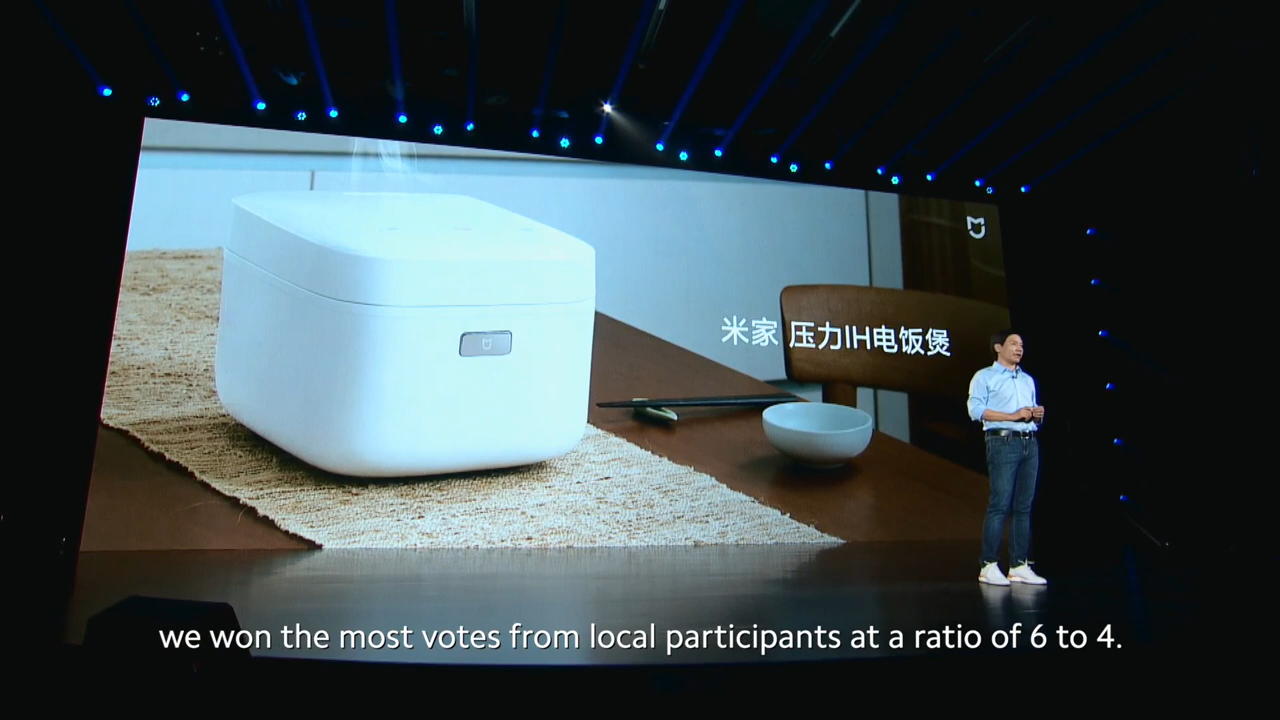 米家 压力IH电饭煲
we won the most votes from local participants at a ratio of 6 to 4.